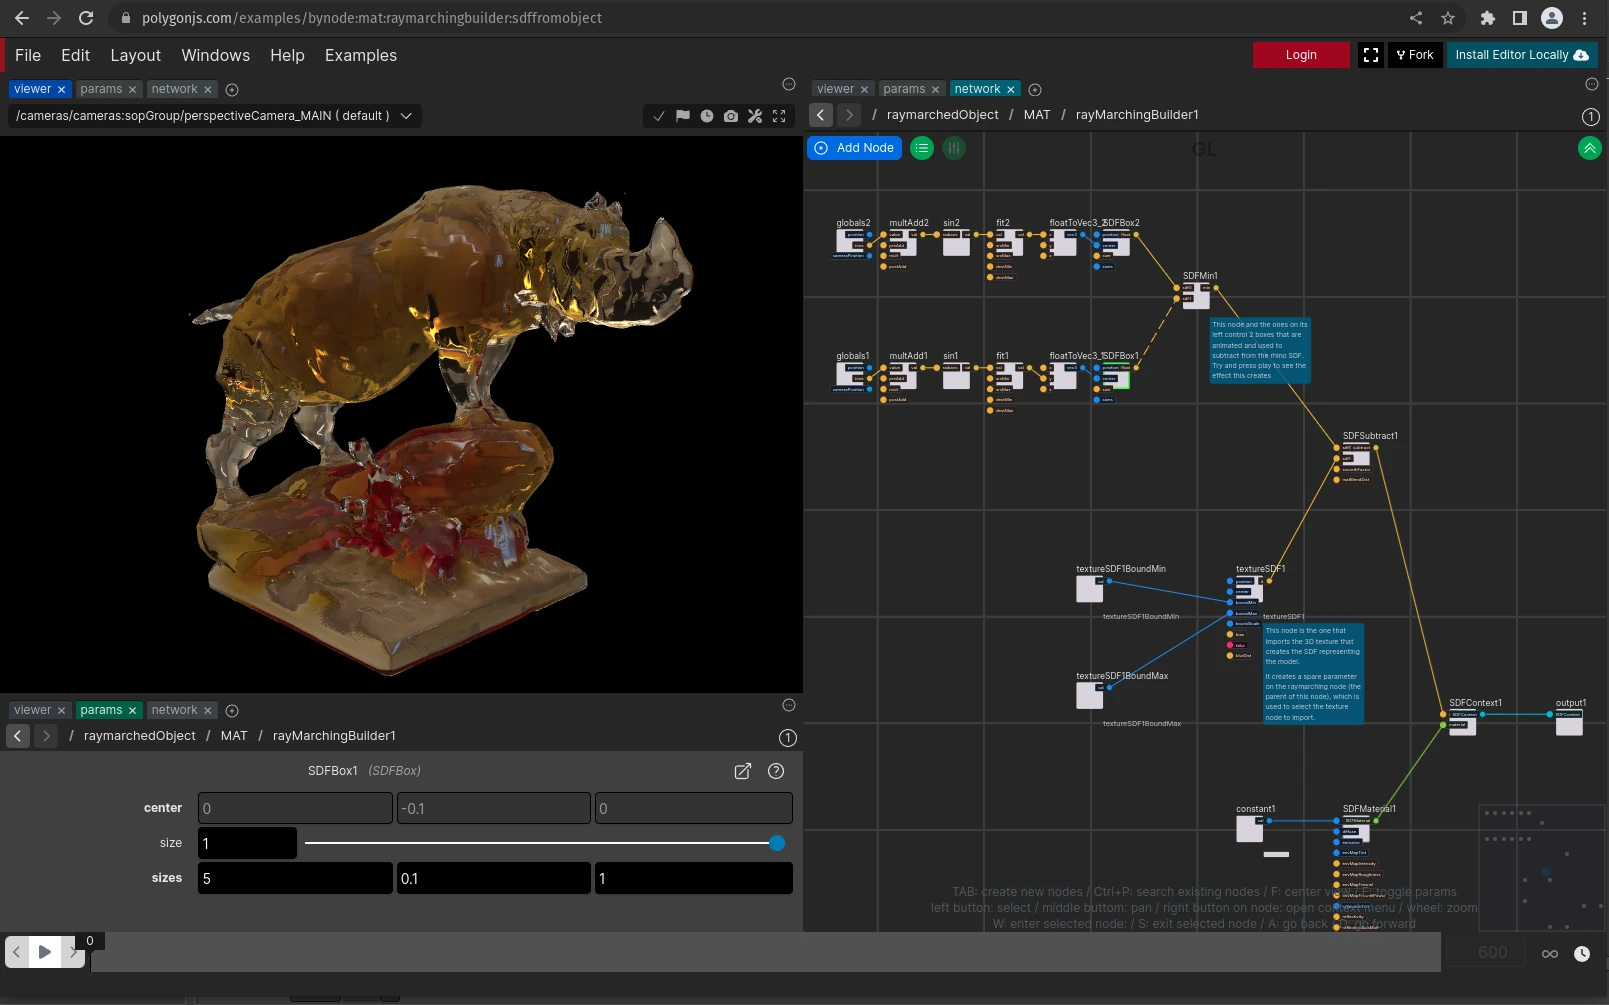 polygonjs.com/examples/bynode:mat:raymarchingbuilder:sdffromobject
File Edit Layout Windows Help Examples
Login
Fork
Install Editor Locally
viewer × params × network ×
/cameras/cameras:sopGroup/perspectiveCamera_MAIN ( default )
viewer × params × network ×
/ raymarchedObject / MAT / rayMarchingBuilder1
1
Add Node
GL
globals2 multAdd2 sin2 fit2 floatToVec3_2 SDFBox2
SDFMin1
This node and the ones on its
left control 2 boxes that are
animated and used to
subtract from the rhino SDF.
Try and press play to see the
effect this creates
globals1 multAdd1 sin1 fit1 floatToVec3_1 SDFBox1
SDFSubtract1
textureSDF1BoundMin
textureSDF1BoundMin
textureSDF1
textureSDF1
This node is the one that
imports the 3D texture that
creates the SDF representing
the model.
It creates a spare parameter
on the raymarching node (the
parent of this node), which is
used to select the texture
node to import.
textureSDF1BoundMax
textureSDF1BoundMax
SDFContext1
output1
constant1
SDFMaterial1
TAB: create new nodes / Ctrl+P: search existing nodes / F: center view / E: toggle params
left button: select / middle buttom: pan / right button on node: open context menu / wheel: zoom
W: enter selected node: / S: exit selected node / A: go back / D: go forward
viewer × params × network ×
/ raymarchedObject / MAT / rayMarchingBuilder1
1
SDFBox1 (SDFBox)
center 0 -0.1 0
size 1
sizes 5 0.1 1
0
600